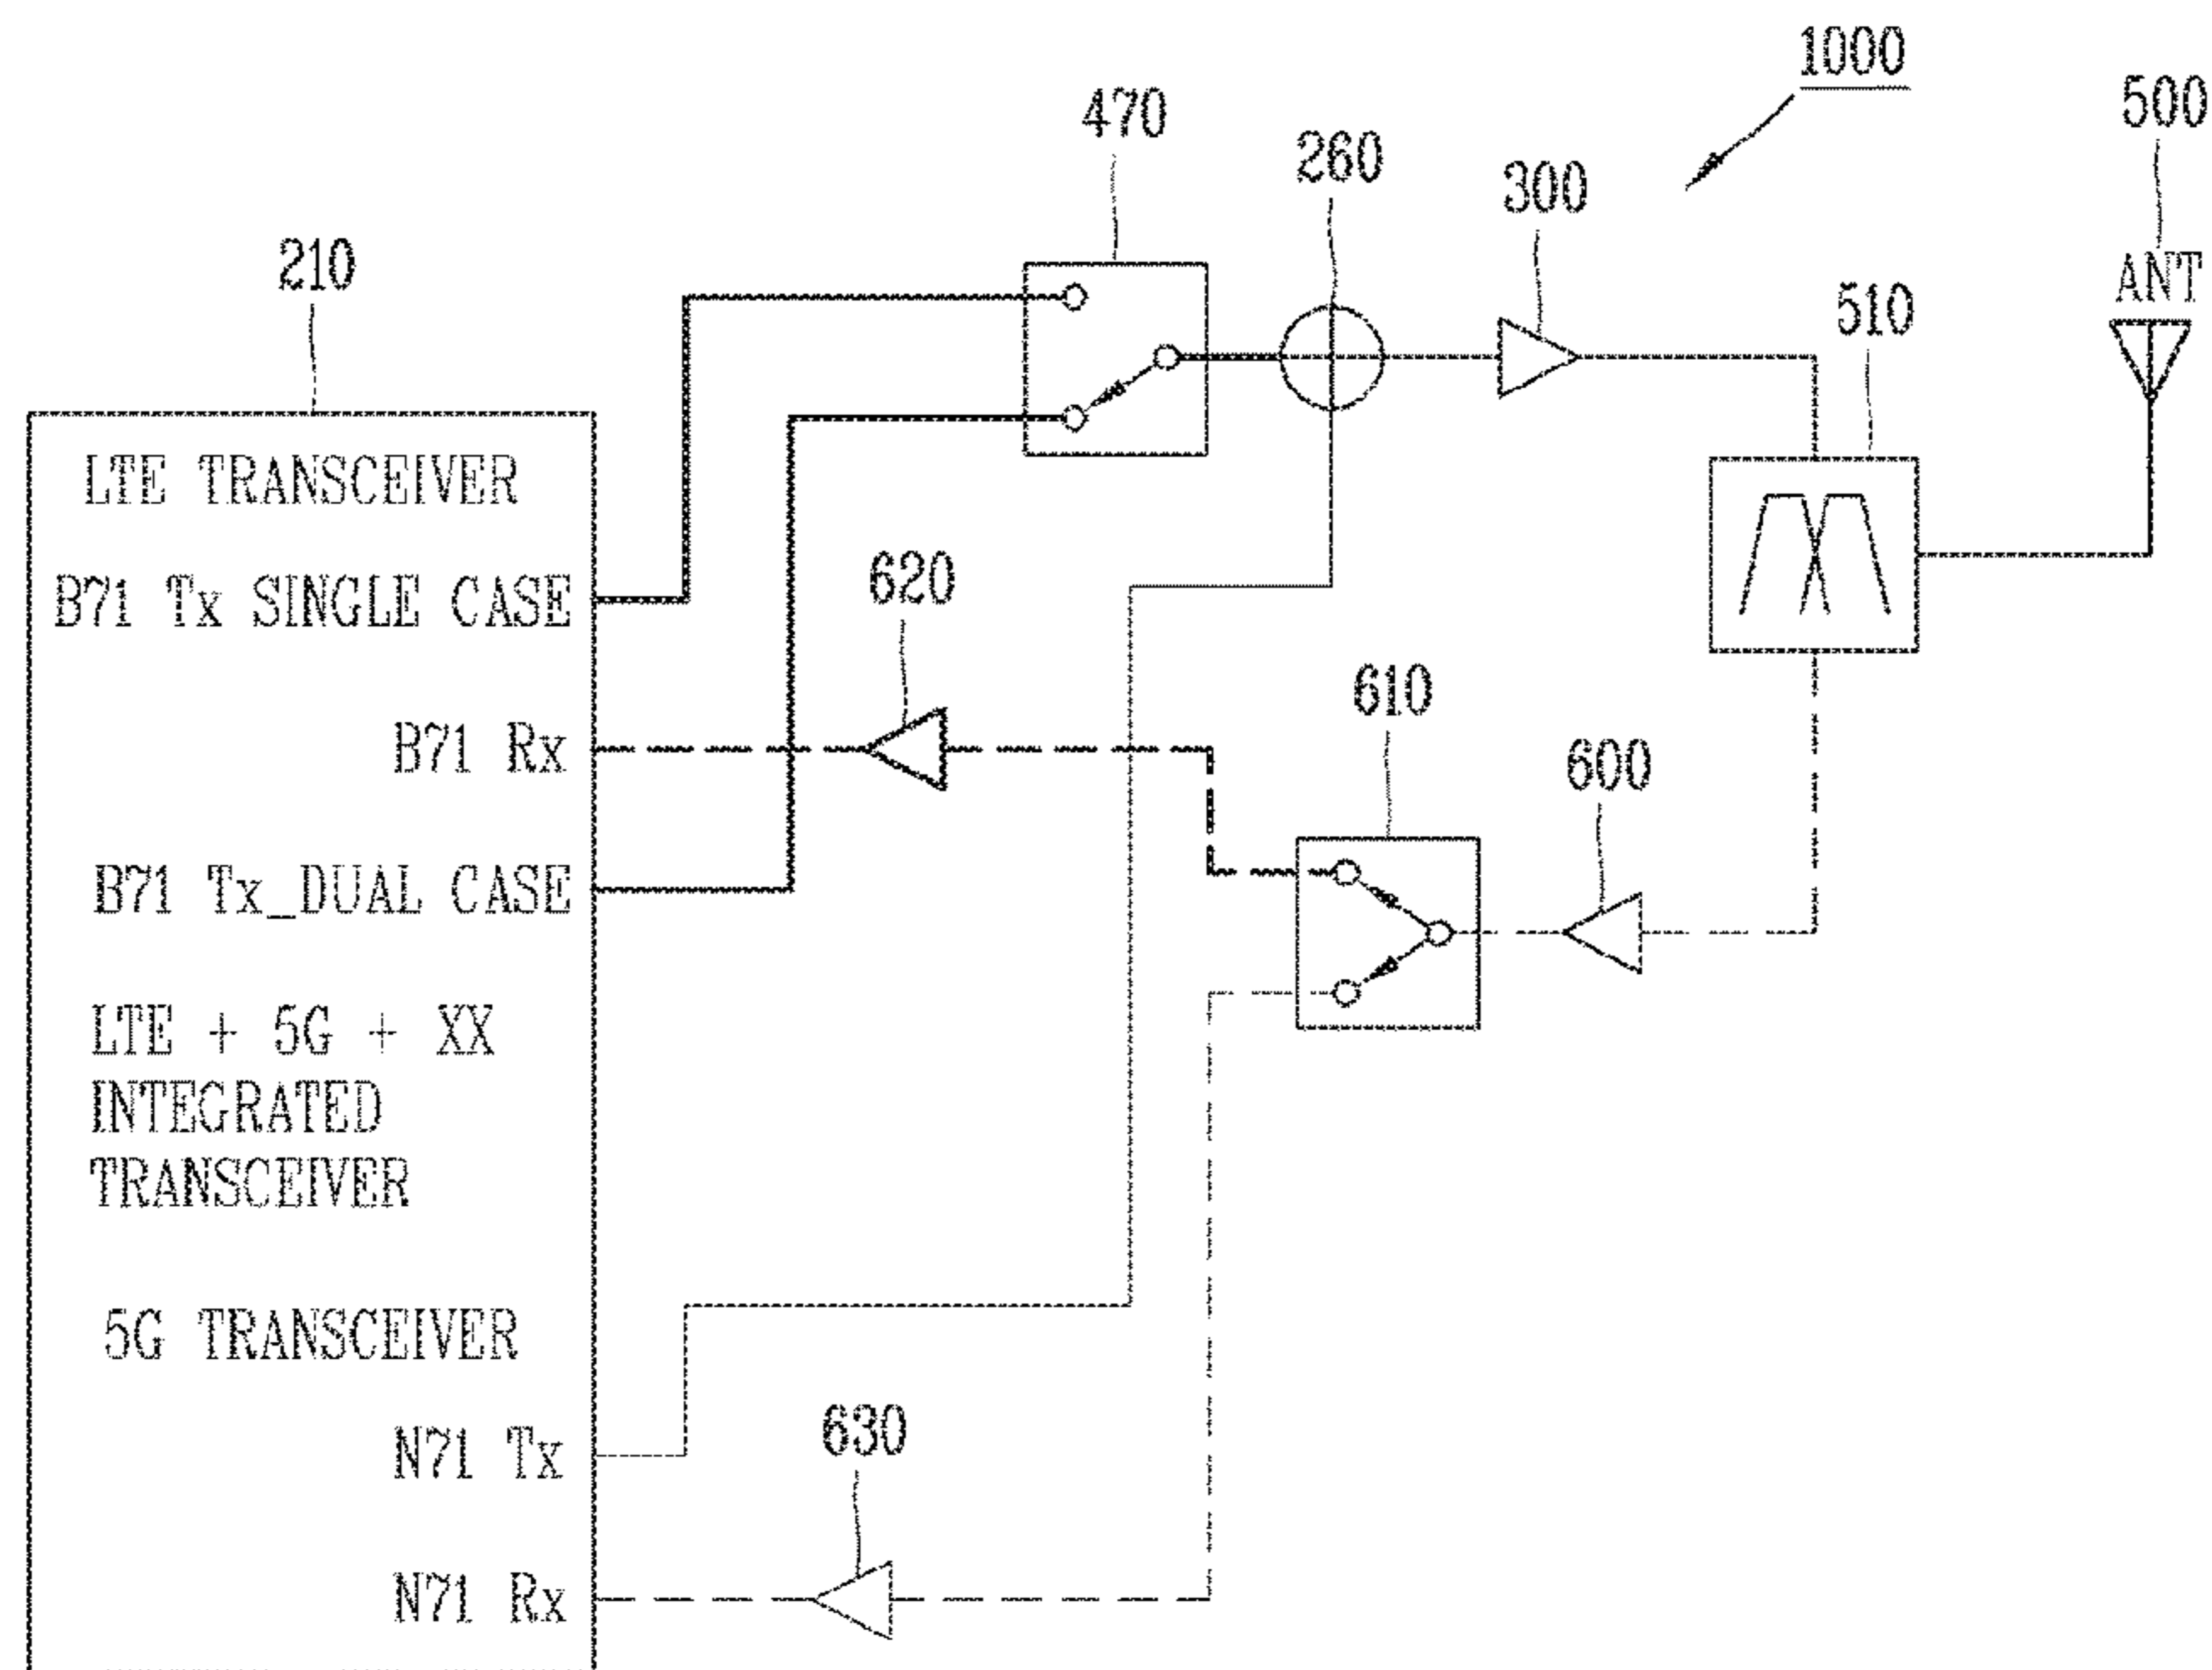 1000
500
470
260
300
210
ANT
510
LTE TRANSCEIVER
B71 Tx SINGLE CASE
620
610
B71 Rx
600
B71 Tx_DUAL CASE
LTE + 5G + XX
INTEGRATED
TRANSCEIVER
5G TRANSCEIVER
630
N71 Tx
N71 Rx